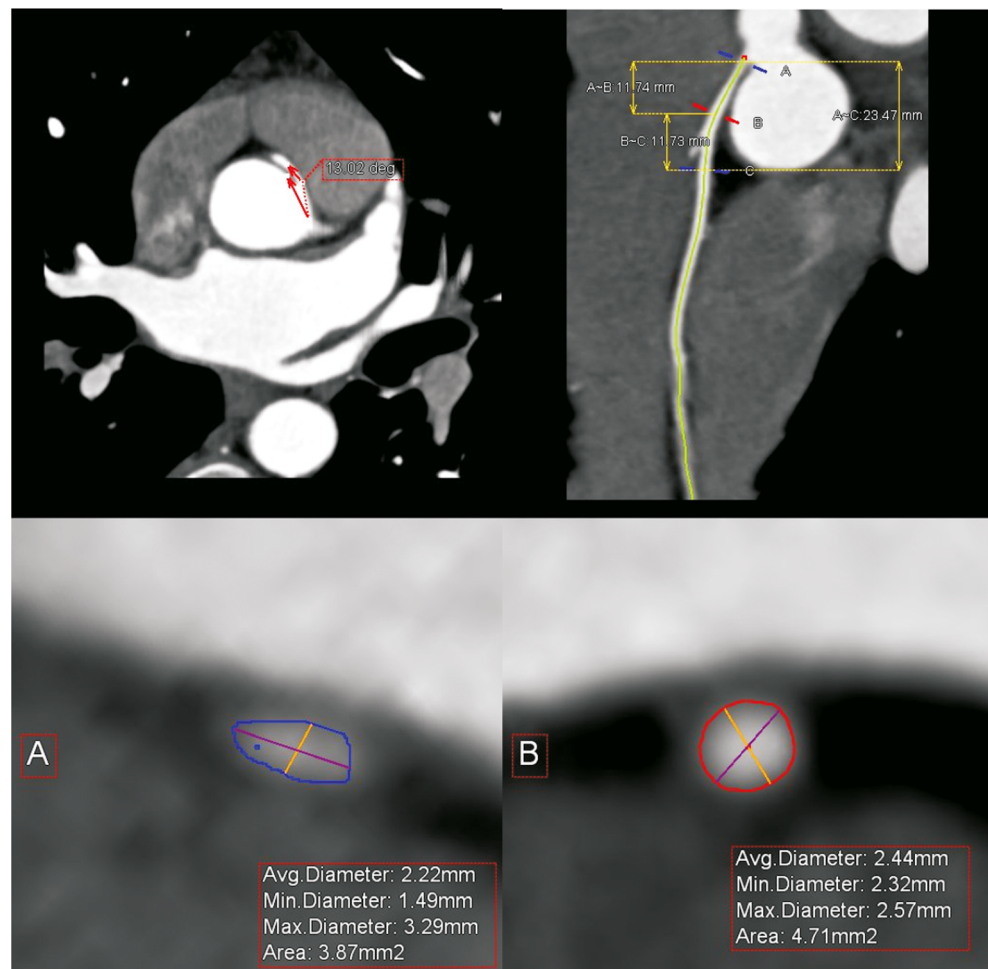 13.02 deg
A
A~B:11.74 mm
A~C:23.47 mm
B
B~C:11.73 mm
C
A
Avg.Diameter: 2.22mm
Min.Diameter: 1.49mm
Max.Diameter: 3.29mm
Area: 3.87mm2
B
Avg.Diameter: 2.44mm
Min.Diameter: 2.32mm
Max.Diameter: 2.57mm
Area: 4.71mm2